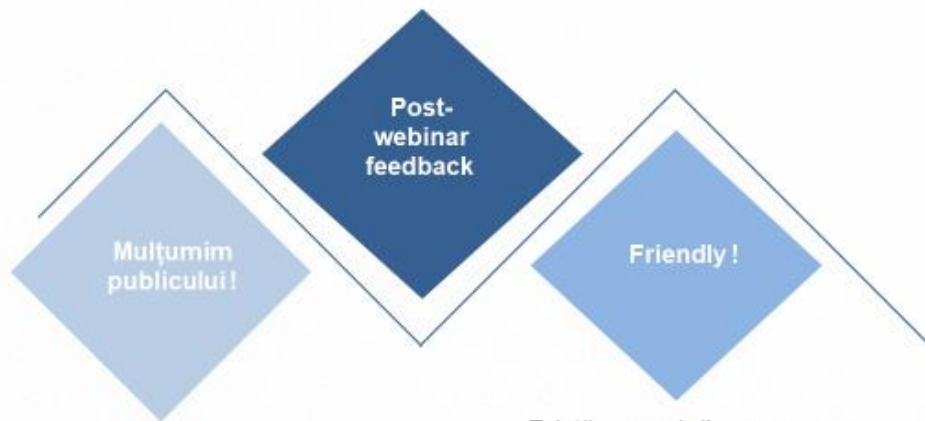 Mulțumim
publicului !
Post-
webinar
feedback
Friendly !